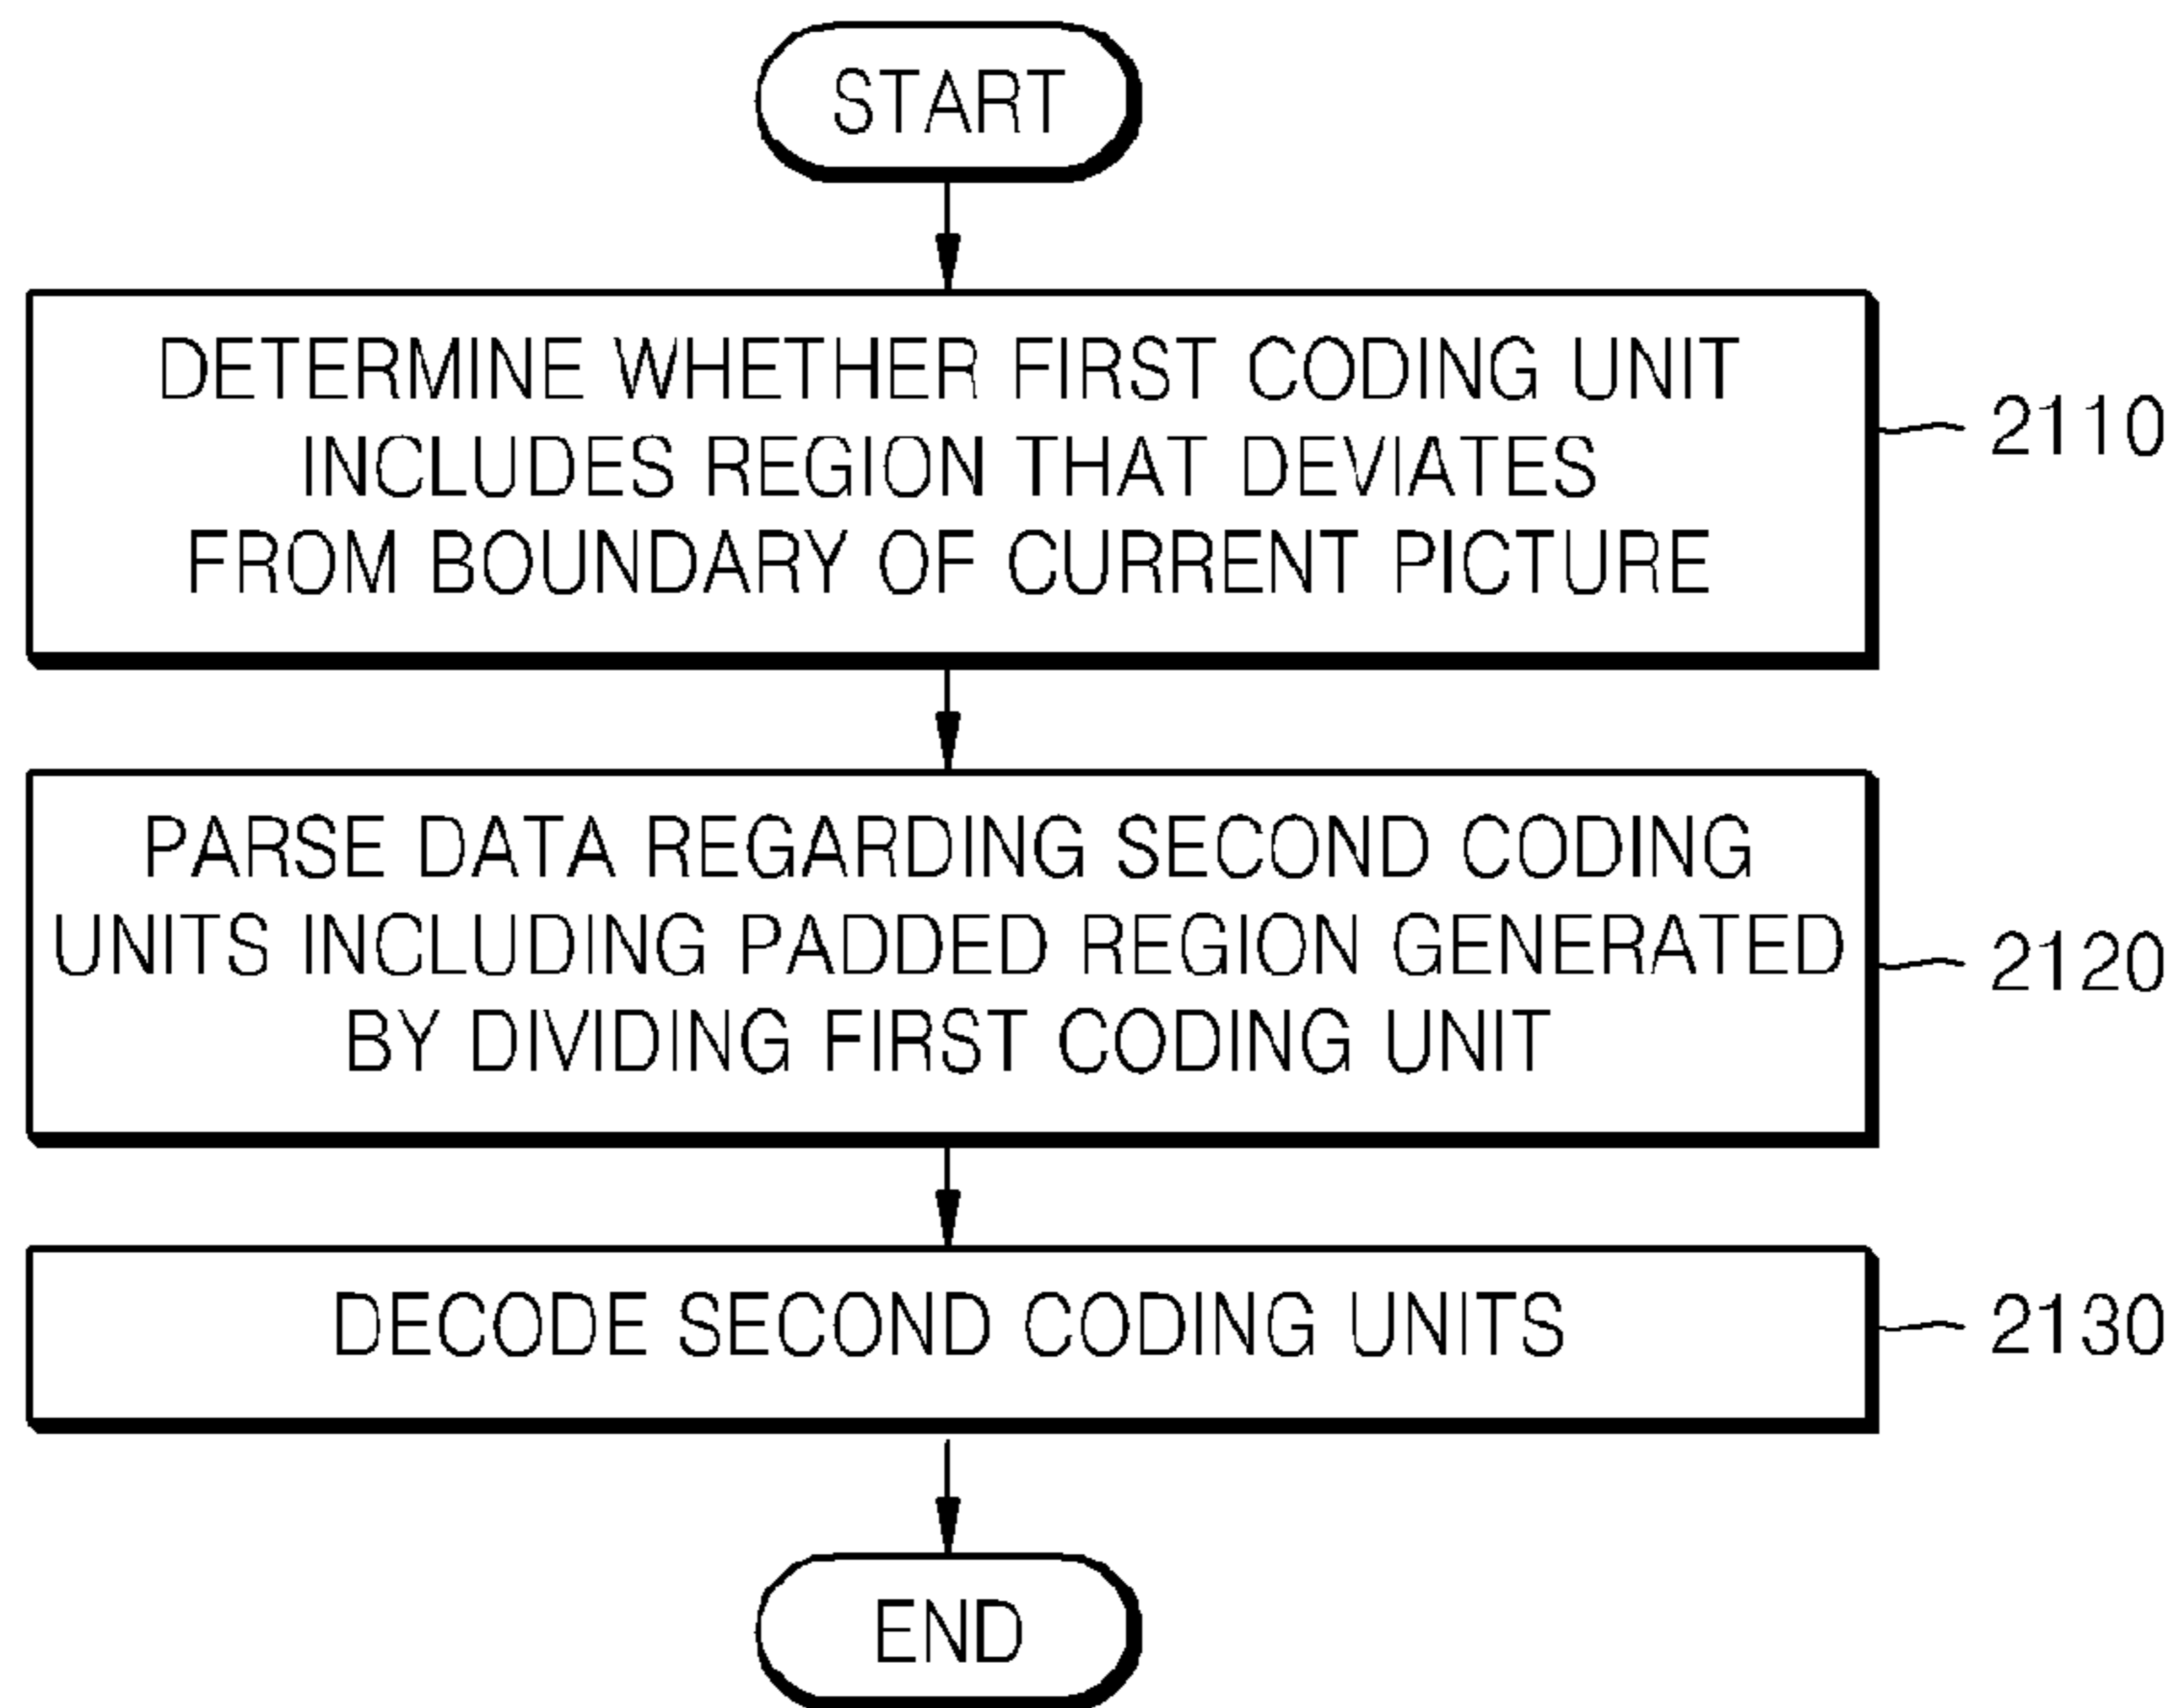 START
DETERMINE WHETHER FIRST CODING UNIT
INCLUDES REGION THAT DEVIATES
FROM BOUNDARY OF CURRENT PICTURE
2110
PARSE DATA REGARDING SECOND CODING
UNITS INCLUDING PADDED REGION GENERATED
BY DIVIDING FIRST CODING UNIT
2120
DECODE SECOND CODING UNITS
2130
END